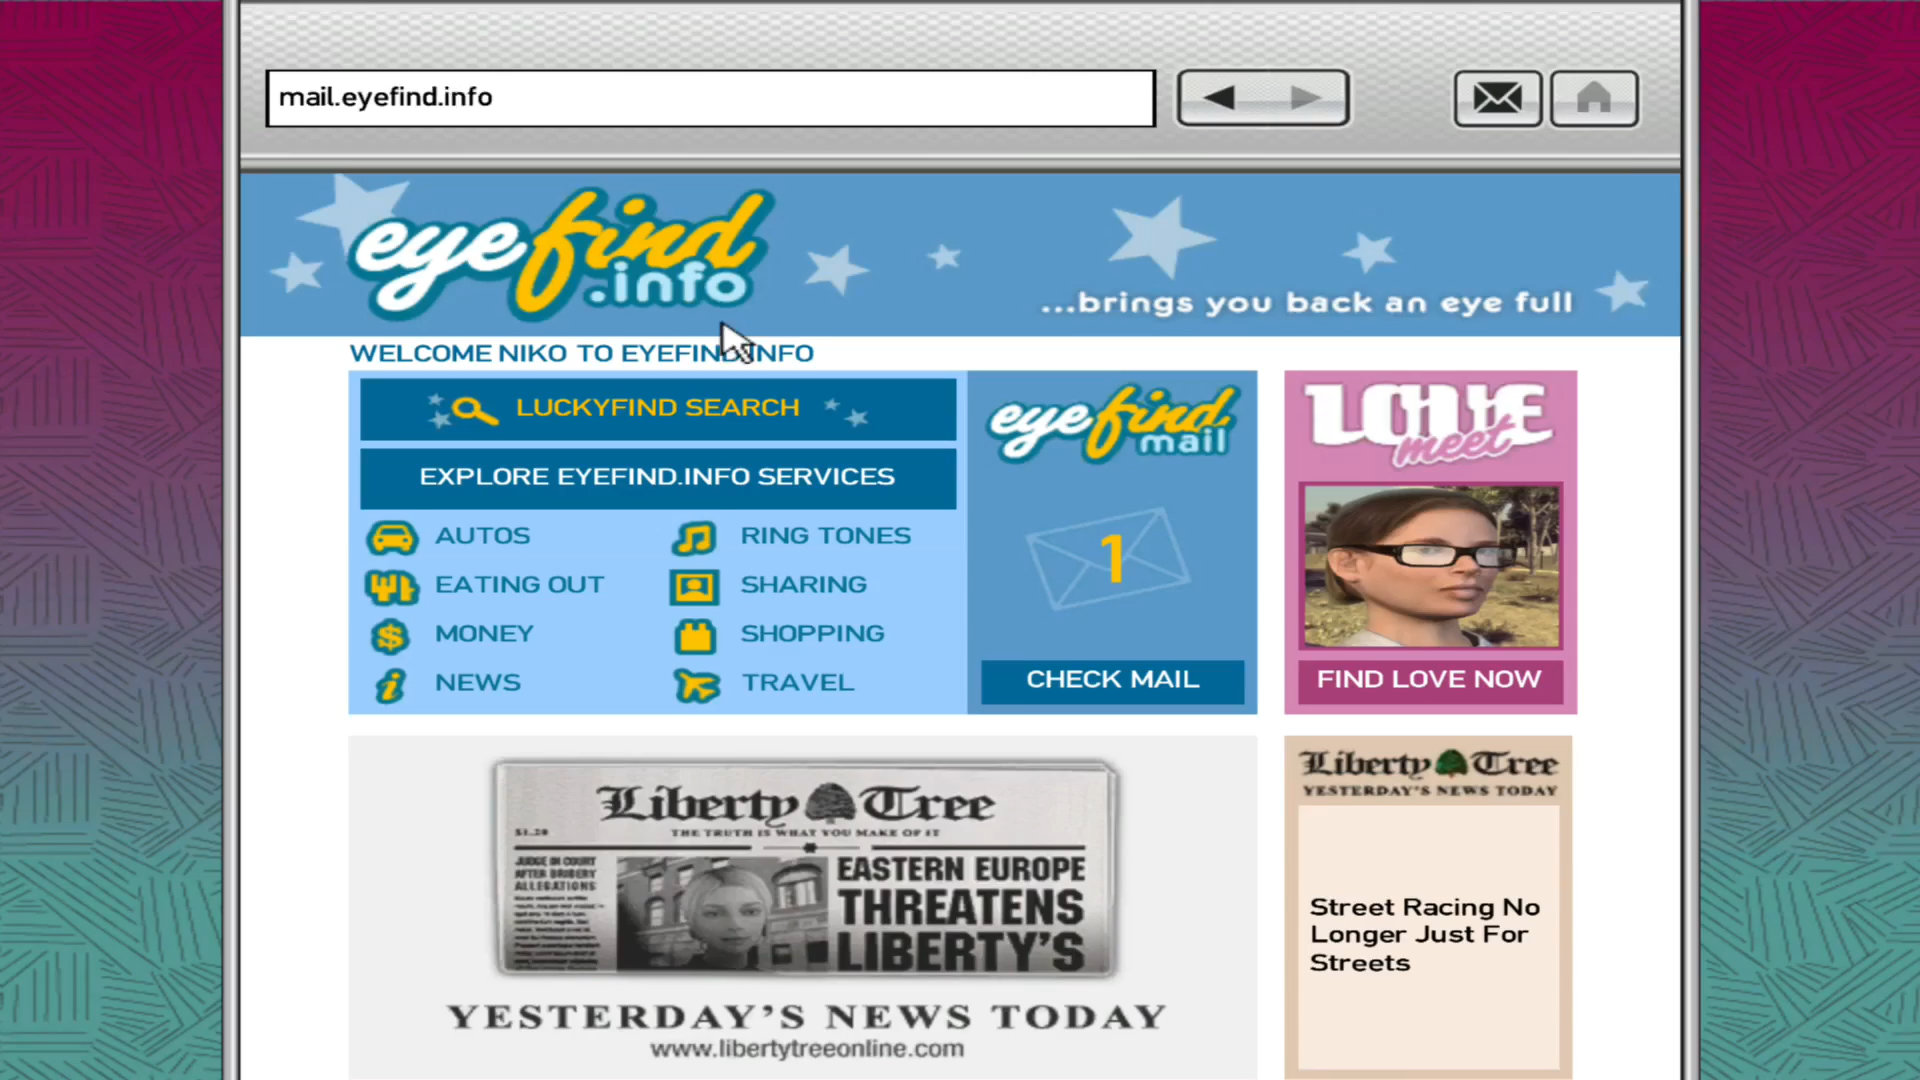 mail.eyefind.info
eyefind
.info
...brings you back an eye full
WELCOME NIKO TO EYEFIND.INFO
LUCKYFIND SEARCH
EXPLORE EYEFIND.INFO SERVICES
AUTOS
RING TONES
EATING OUT
SHARING
MONEY
SHOPPING
NEWS
TRAVEL
eyefind
mail
1
CHECK MAIL
LOVE
meet
FIND LOVE NOW
Liberty Tree
$1.20
THE TRUTH IS WHAT YOU MAKE OF IT
JUDGE IN COURT
AFTER BRIBERY
ALLEGATIONS
EASTERN EUROPE
THREATENS
LIBERTY'S
YESTERDAY'S NEWS TODAY
www.libertytreeonline.com
Liberty Tree
YESTERDAY'S NEWS TODAY
Street Racing No
Longer Just For
Streets